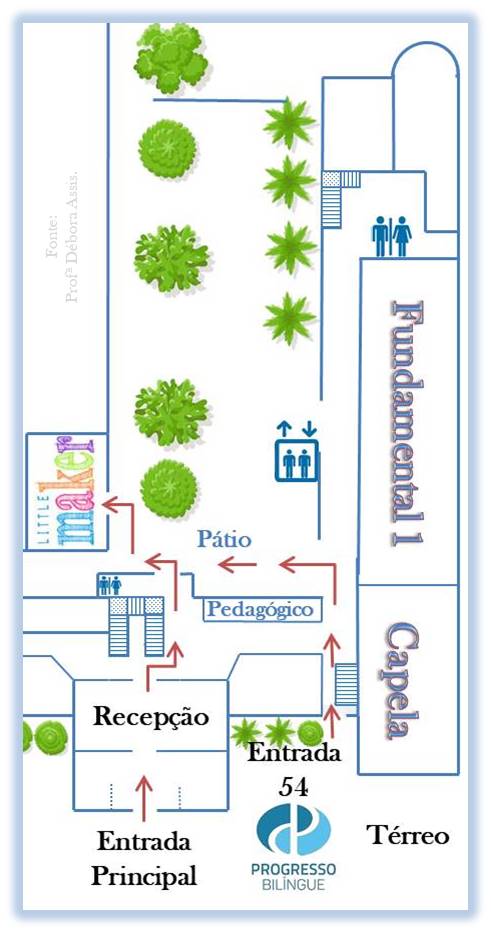 Fonte:
Profª Débora Assis.
Fundamental 1
LITTLE
maker
Pátio
Pedagógico
Capela
Recepção
Entrada
54
Entrada
Principal
Térreo
PROGRESSO
BILÍNGUE